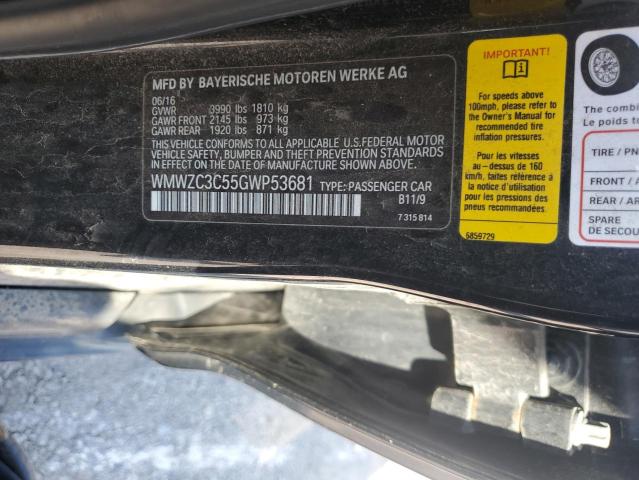 MFD BY BAYERISCHE MOTOREN WERKE AG
06/16
GVWR 3990 lbs 1810 kg
GAWR FRONT 2145 lbs 973 kg
GAWR REAR 1920 lbs 871 kg
THIS VEHICLE CONFORMS TO ALL APPLICABLE U.S.FEDERAL MOTOR
VEHICLE SAFETY, BUMPER, AND THEFT PREVENTION STANDARDS
IN EFFECT ON THE DATE OF MANUFACTURE SHOWN ABOVE.
WMWZC3C55GWP53681 TYPE: PASSENGER CAR
B11/9
7 315 814
IMPORTANT!
For speeds above
100mph, please refer to
the Owner's Manual for
recommended tire
inflation pressures.
Pour les vitesses au-
dessus de 160
km/h, consulter le
manuel d'utilisation
pour les pressions des
pneus recommandées.
6859729
The combi
Le poids to
TIRE / PN
FRONT / A
REAR / AR
SPARE
DE SECOU